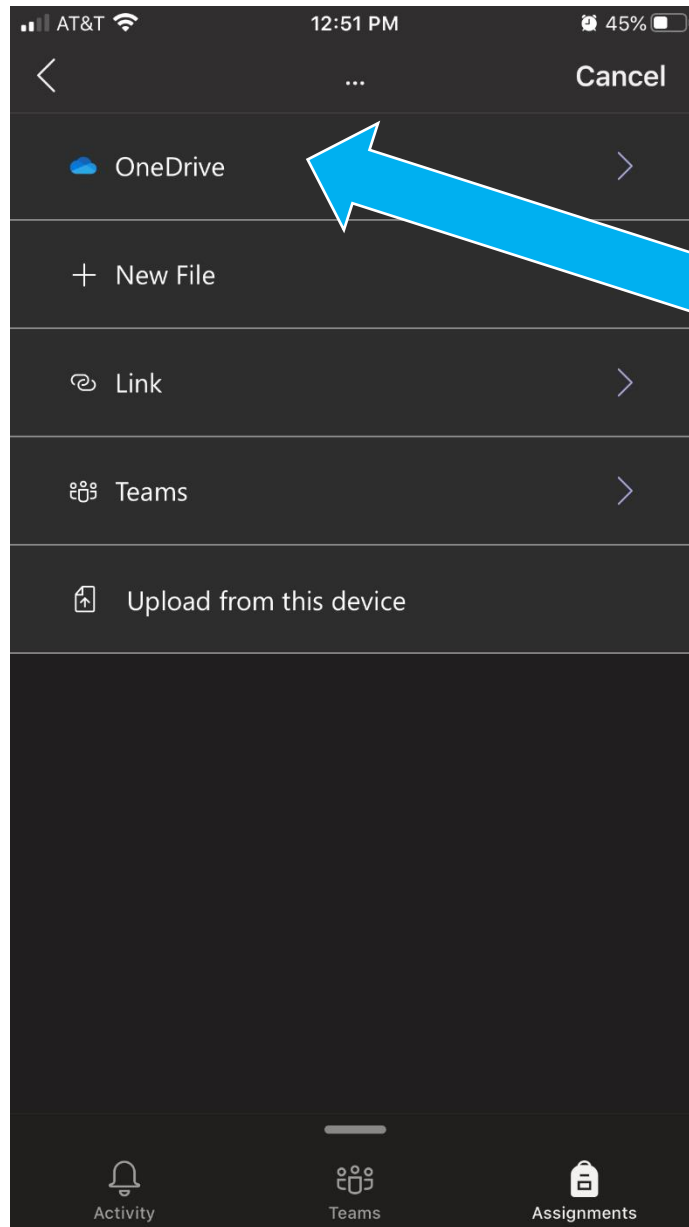 AT&T 12:51 PM 45%
... Cancel
OneDrive
+ New File
Link
Teams
Upload from this device
Activity Teams Assignments